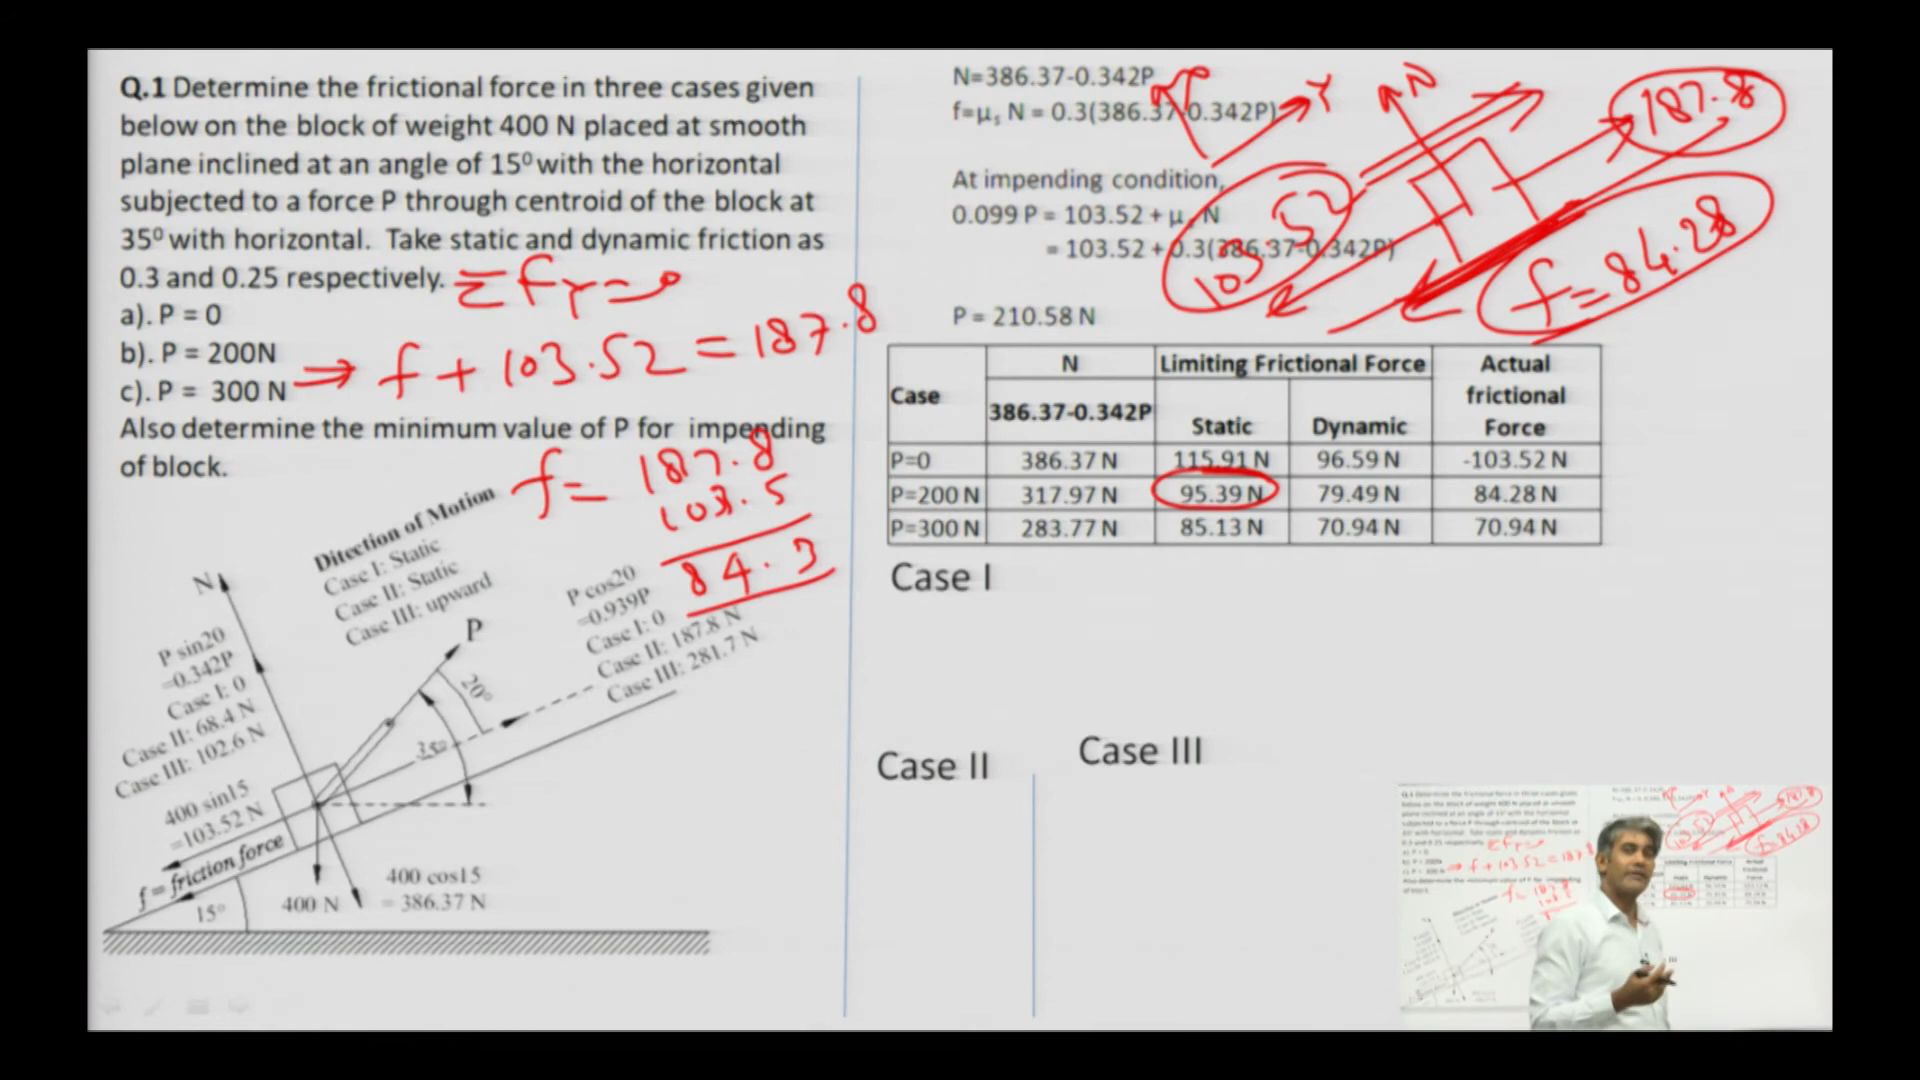 Q.1 Determine the frictional force in three cases given
below on the block of weight 400 N placed at smooth
plane inclined at an angle of 15⁰ with the horizontal
subjected to a force P through centroid of the block at
35⁰ with horizontal. Take static and dynamic friction as
0.3 and 0.25 respectively.
a). P = 0
b). P = 200N
c). P = 300 N
Also determine the minimum value of P for impending
of block.
Σfy=0
→ f + 103.52 = 187.8
f = 187.8
103.5
84.3
Ditection of Motion
Case I: Static
Case II: Static
Case III: upward
N
P sin20
=0.342P
Case I: 0
Case II: 68.4 N
Case III: 102.6 N
P
20°
35°
P cos20
=0.939P
Case I: 0
Case II: 187.8 N
Case III: 281.7 N
400 sin15
=103.52 N
f = friction force
15°
400 N
400 cos15
= 386.37 N
N=386.37-0.342P
f=μs N = 0.3(386.37-0.342P)
At impending condition,
0.099 P = 103.52 + μs N
= 103.52 + 0.3(386.37-0.342P)
P = 210.58 N
Y
N
187.8
103.52
f=84.28
Case N Limiting Frictional Force Actual frictional Force
386.37-0.342P Static Dynamic
P=0 386.37 N 115.91 N 96.59 N -103.52 N
P=200 N 317.97 N 95.39 N 79.49 N 84.28 N
P=300 N 283.77 N 85.13 N 70.94 N 70.94 N
Case I
Case II
Case III